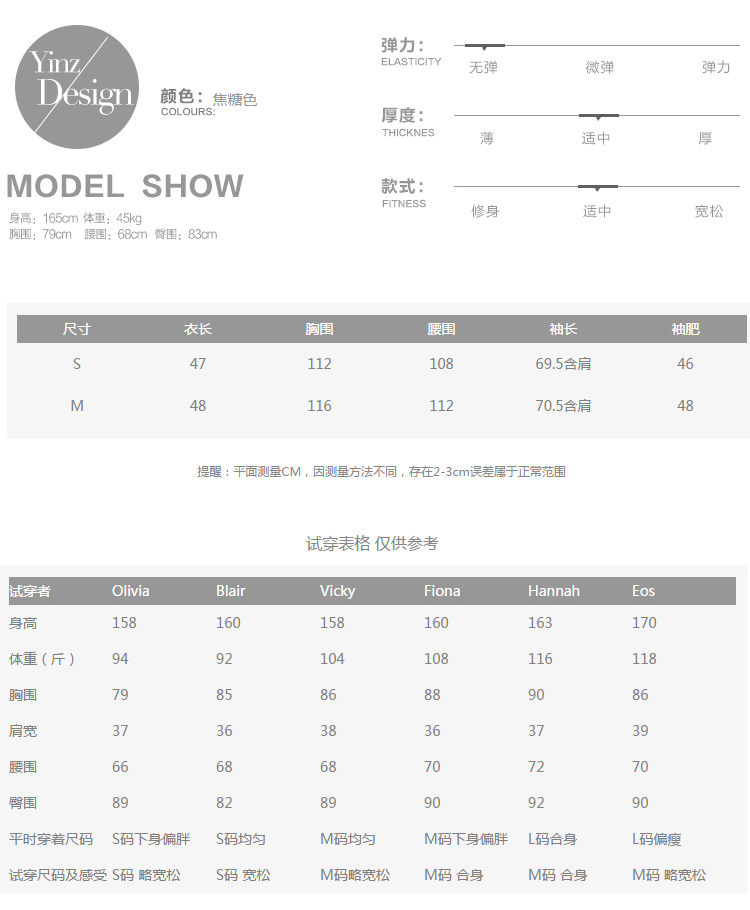 Yinz
Design
颜色：焦糖色
COLOURS:
MODEL SHOW
身高：165cm 体重：45kg
胸围：79cm 腰围：68cm 臀围：83cm
弹力：
ELASTICITY
无弹 微弹 弹力
厚度：
THICKNES
薄 适中 厚
款式：
FITNESS
修身 适中 宽松
尺寸 衣长 胸围 腰围 袖长 袖肥
S 47 112 108 69.5含肩 46
M 48 116 112 70.5含肩 48
提醒：平面测量CM，因测量方法不同，存在2-3cm误差属于正常范围
试穿表格 仅供参考
试穿者 Olivia Blair Vicky Fiona Hannah Eos
身高 158 160 158 160 163 170
体重（斤） 94 92 104 108 116 118
胸围 79 85 86 88 90 86
肩宽 37 36 38 36 37 39
腰围 66 68 68 70 72 70
臀围 89 82 89 90 92 90
平时穿着尺码 S码下身偏胖 S码均匀 M码均匀 M码下身偏胖 L码合身 L码偏瘦
试穿尺码及感受 S码 略宽松 S码 宽松 M码略宽松 M码 合身 M码 合身 M码 略宽松